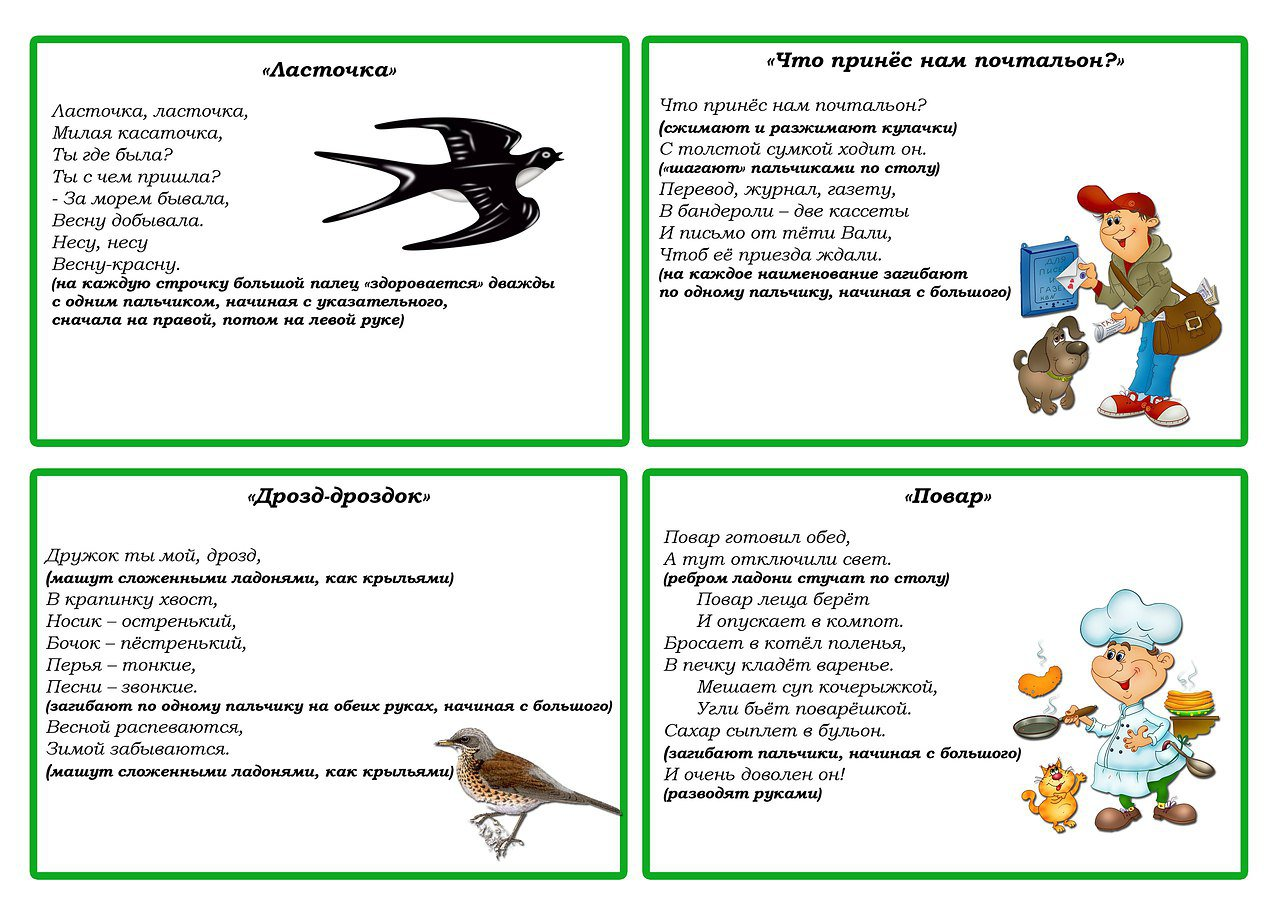 «Ласточка»
Ласточка, ласточка,
Милая касаточка,
Ты где была?
Ты с чем пришла?
- За морем бывала,
Весну добывала.
Несу, несу
Весну-красну.
(на каждую строчку большой палец «здоровается» дважды
с одним пальчиком, начиная с указательного,
сначала на правой, потом на левой руке)
«Что принёс нам почтальон?»
Что принёс нам почтальон?
(сжимают и разжимают кулачки)
С толстой сумкой ходит он.
(«шагают» пальчиками по столу)
Перевод, журнал, газету,
В бандероли – две кассеты
И письмо от тёти Вали,
Чтоб её приезда ждали.
(на каждое наименование загибают
по одному пальчику, начиная с большого)
ДЛЯ
ПИСЬ
И
ГАЗЕ
«Дрозд-дроздок»
Дружок ты мой, дрозд,
(машут сложенными ладонями, как крыльями)
В крапинку хвост,
Носик – остренький,
Бочок – пёстренький,
Перья – тонкие,
Песни – звонкие.
(загибают по одному пальчику на обеих руках, начиная с большого)
Весной распеваются,
Зимой забываются.
(машут сложенными ладонями, как крыльями)
«Повар»
Повар готовил обед,
А тут отключили свет.
(ребром ладони стучат по столу)
Повар леща берёт
И опускает в компот.
Бросает в котёл поленья,
В печку кладёт варенье.
Мешает суп кочерыжкой,
Угли бьёт поварёшкой.
Сахар сыплет в бульон.
(загибают пальчики, начиная с большого)
И очень доволен он!
(разводят руками)